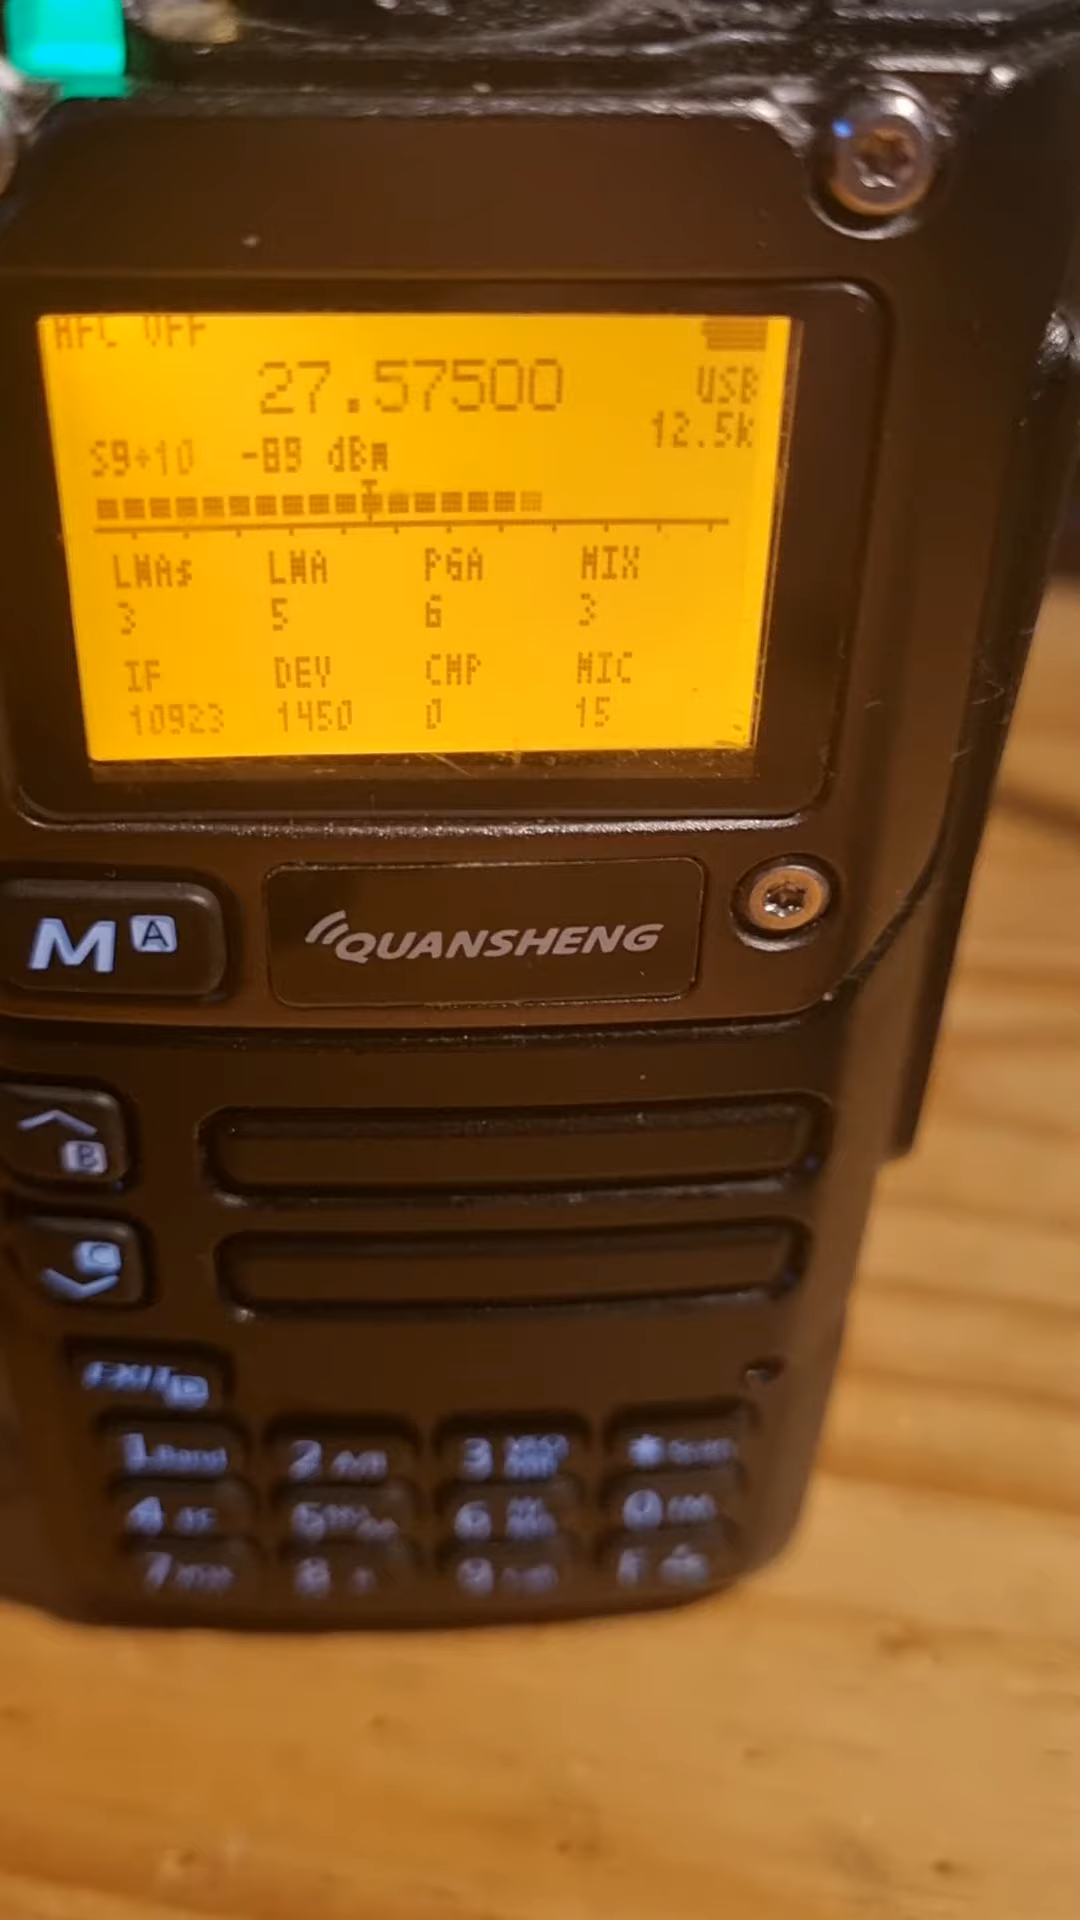 AFC OFF
27.57500
USB
12.5k
S9+10 -89 dBm
LNAs LNA PGA MIX
3 5 6 3
IF DEV CMP MIC
10923 1450 0 15
M A
QUANSHENG
B
C
EXIT D
1 Band 2 A/B 3 *
4 5 6 0
7 8 9 F